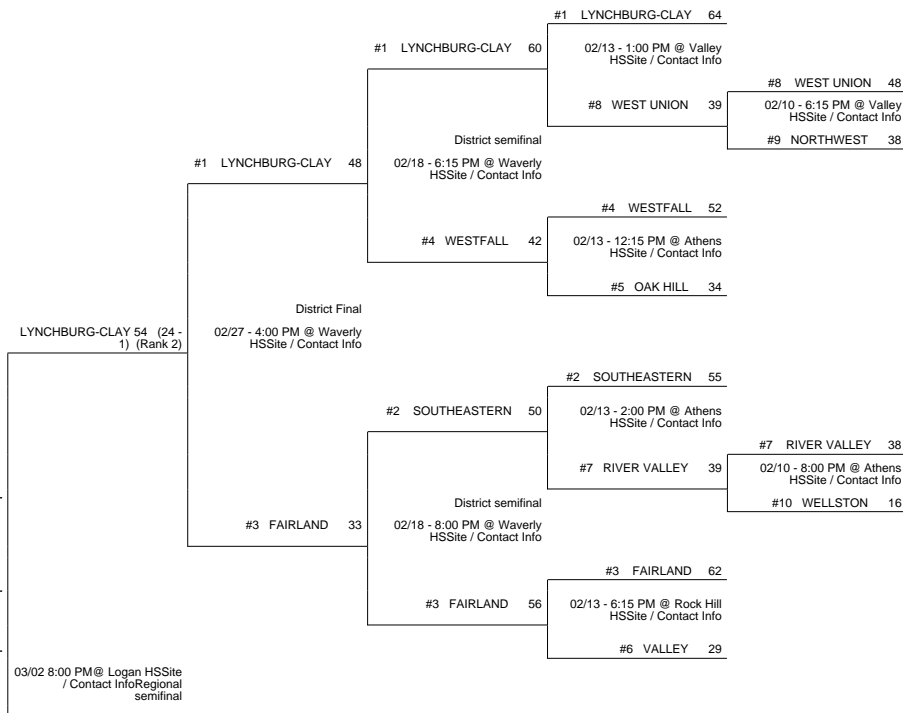 #1 LYNCHBURG-CLAY 64
#1 LYNCHBURG-CLAY 60
02/13 - 1:00 PM @ Valley
HSSite / Contact Info
#8 WEST UNION 48
#8 WEST UNION 39
02/10 - 6:15 PM @ Valley
HSSite / Contact Info
#9 NORTHWEST 38
District semifinal
#1 LYNCHBURG-CLAY 48
02/18 - 6:15 PM @ Waverly
HSSite / Contact Info
#4 WESTFALL 52
#4 WESTFALL 42
02/13 - 12:15 PM @ Athens
HSSite / Contact Info
#5 OAK HILL 34
District Final
LYNCHBURG-CLAY 54 (24 -
1) (Rank 2)
02/27 - 4:00 PM @ Waverly
HSSite / Contact Info
#2 SOUTHEASTERN 55
#2 SOUTHEASTERN 50
02/13 - 2:00 PM @ Athens
HSSite / Contact Info
#7 RIVER VALLEY 38
#7 RIVER VALLEY 39
02/10 - 8:00 PM @ Athens
HSSite / Contact Info
#10 WELLSTON 16
District semifinal
#3 FAIRLAND 33
02/18 - 8:00 PM @ Waverly
HSSite / Contact Info
#3 FAIRLAND 62
#3 FAIRLAND 56
02/13 - 6:15 PM @ Rock Hill
HSSite / Contact Info
#6 VALLEY 29
03/02 8:00 PM@ Logan HSSite
/ Contact InfoRegional
semifinal